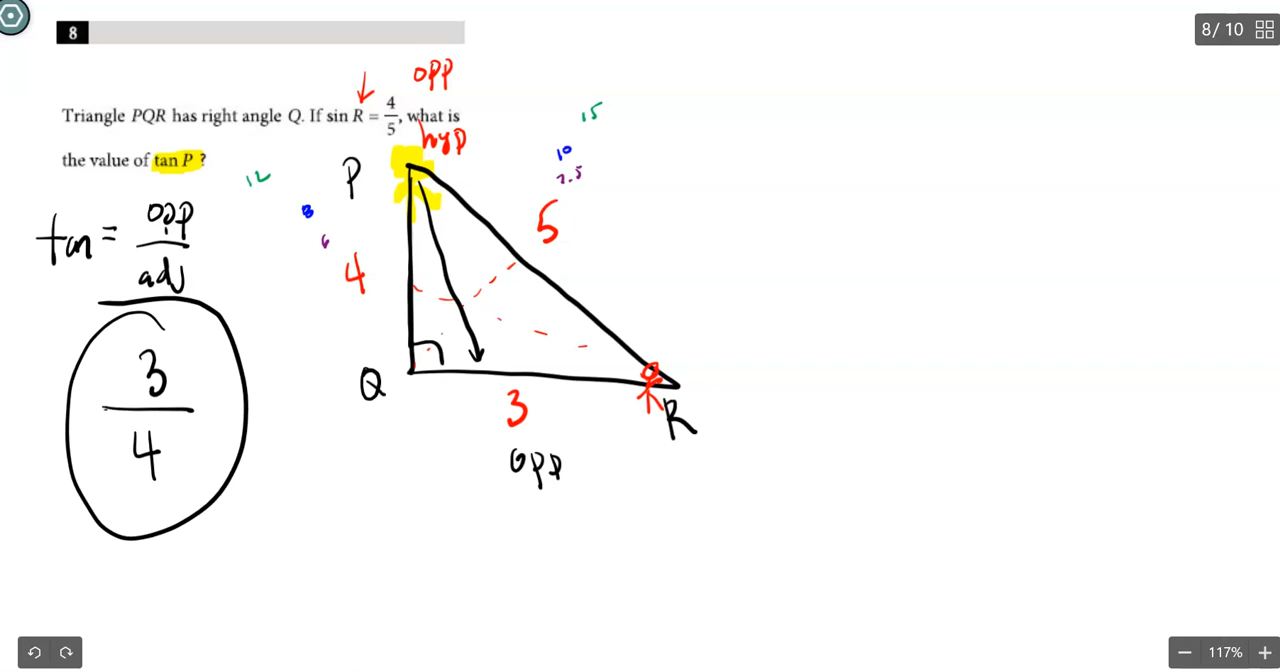 8
8/ 10
opp
Triangle PQR has right angle Q. If sin R = 4/5, what is
hyp
the value of tan P ?
15
10
7.5
12
8
6
P
5
4
tan = opp/adj
3/4
Q
3
R
opp
117%